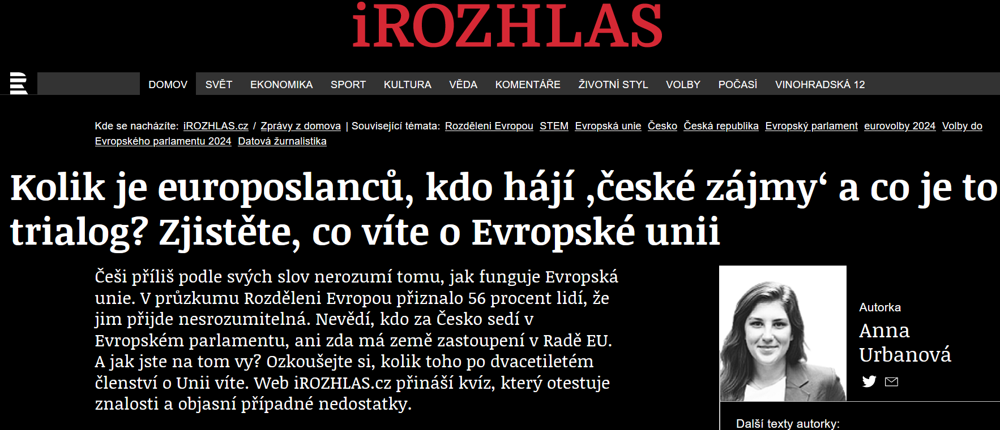 iROZHLAS
DOMOV SVĚT EKONOMIKA SPORT KULTURA VĚDA KOMENTÁŘE ŽIVOTNÍ STYL VOLBY POČASÍ VINOHRADSKÁ 12
Kde se nacházíte: iROZHLAS.cz / Zprávy z domova | Související témata: Rozděleni Evropou STEM Evropská unie Česko Česká republika Evropský parlament eurovolby 2024 Volby do
Evropského parlamentu 2024 Datová žurnalistika
Kolik je europoslanců, kdo hájí ‚české zájmy‘ a co je to
trialog? Zjistěte, co víte o Evropské unii
Češi příliš podle svých slov nerozumí tomu, jak funguje Evropská
unie. V průzkumu Rozděleni Evropou přiznalo 56 procent lidí, že
jim přijde nesrozumitelná. Nevědí, kdo za Česko sedí v
Evropském parlamentu, ani zda má země zastoupení v Radě EU.
A jak jste na tom vy? Ozkoušejte si, kolik toho po dvacetiletém
členství o Unii víte. Web iROZHLAS.cz přináší kvíz, který otestuje
znalosti a objasní případné nedostatky.
Autorka
Anna
Urbanová
Další texty autorky: